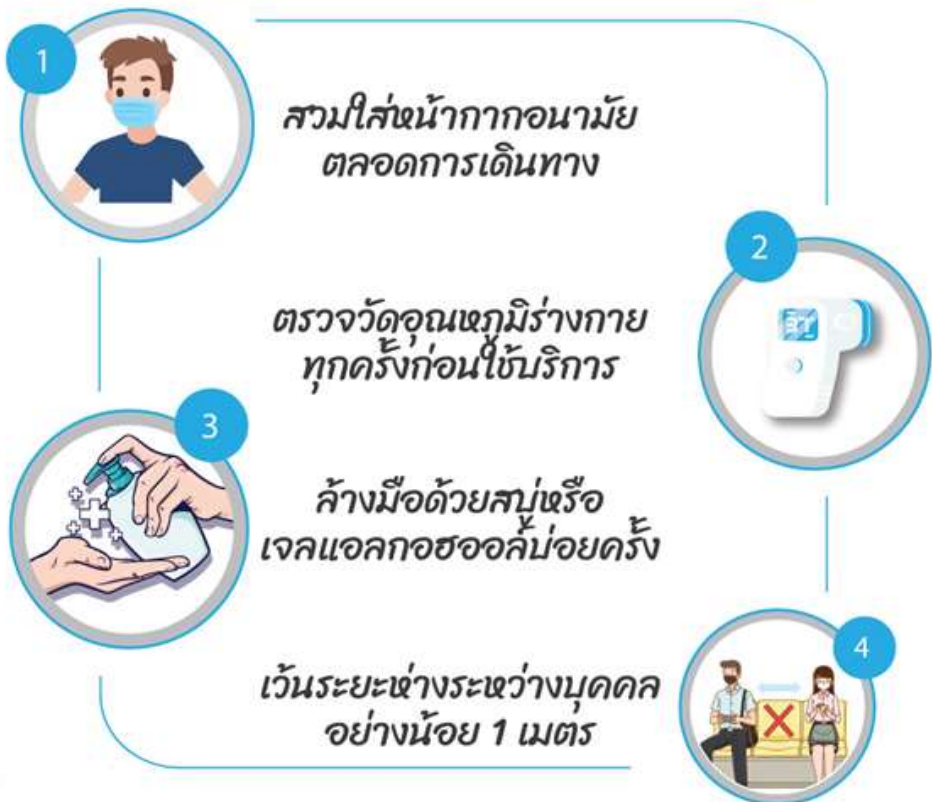 1
สวมใส่หน้ากากอนามัย
ตลอดการเดินทาง
2
ตรวจวัดอุณหภูมิร่างกาย
ทุกครั้งก่อนใช้บริการ
3
ล้างมือด้วยสบู่หรือ
เจลแอลกอฮออล์บ่อยครั้ง
4
เว้นระยะห่างระหว่างบุคคล
อย่างน้อย 1 เมตร